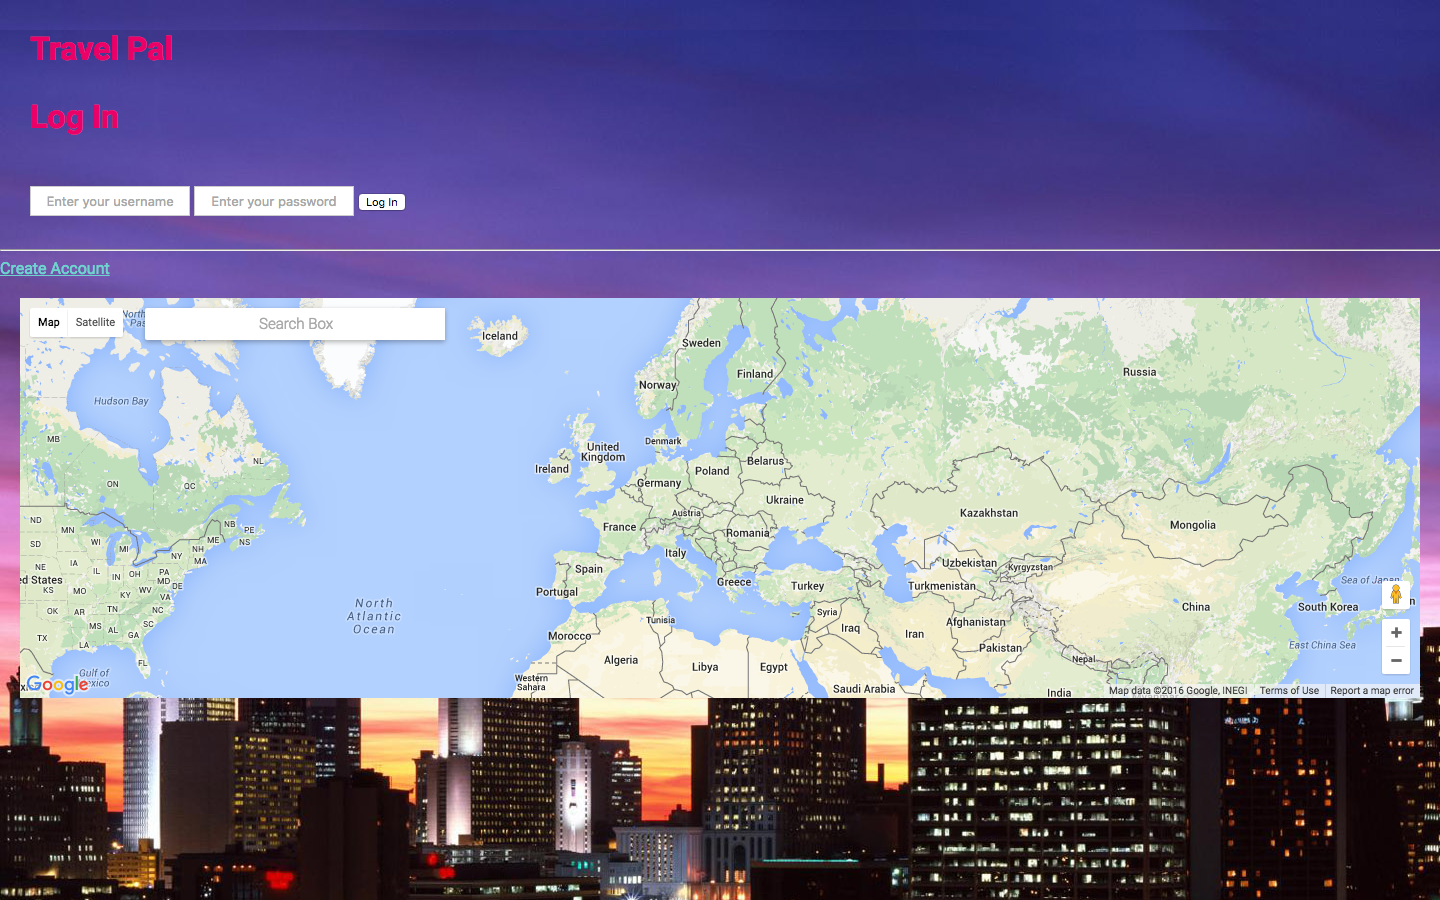 Travel Pal
Log In
Enter your username Enter your password Log In
Create Account
Map Satellite Search Box
Iceland
Sweden
Finland
Norway
Russia
Hudson Bay
MB
Denmark
United
Kingdom
Ireland
Belarus
Poland
Germany
NL
ON
QC
Ukraine
Austria
Kazakhstan
Mongolia
France
Romania
ND
MN
NB
PE
SD
WI
MI
ME
NS
NH
NY
MA
Italy
Uzbekistan
Kyrgyzstan
NE
IA
IL
IN
OH
PA
MD
DE
Spain
Greece
Turkey
Turkmenistan
Sea of Japan
ed States
KS
MO
KY
WV
VA
Portugal
China
South Korea
OK
AR
TN
NC
North
Atlantic
Ocean
Syria
Tunisia
Iraq
Iran
Afghanistan
MS
AL
GA
SC
TX
LA
Morocco
Pakistan
East China Sea
FL
Algeria
Libya
Egypt
Nepal
Gulf of
Google
Western
Sahara
Saudi Arabia
India
Map data ©2016 Google, INEGI Terms of Use Report a map error